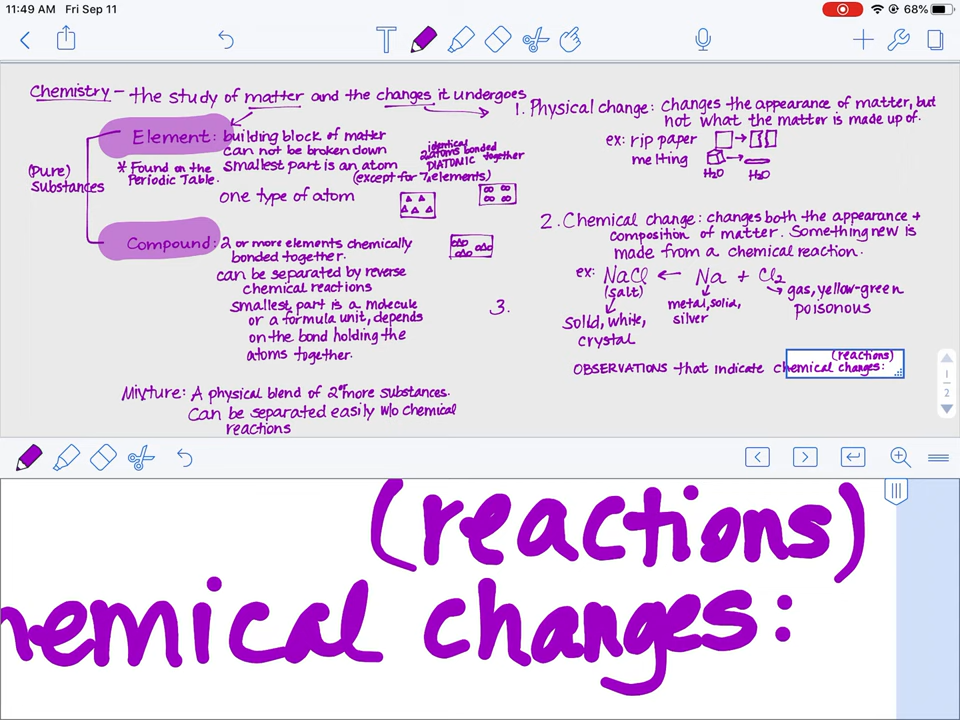 11:49 AM Fri Sep 11
68%
Chemistry - the study of matter and the changes it undergoes
Element: building block of matter
can not be broken down
smallest part is an atom
(except for 7 elements)
identical
2 atoms bonded
DIATONIC together
* Found on the
Periodic Table.
one type of atom
(Pure)
Substances
Compound: 2 or more elements chemically
bonded together.
can be separated by reverse
chemical reactions
smallest part is a molecule
or a formula unit, depends
on the bond holding the
atoms together.
Mixture: A physical blend of 2 or more substances.
Can be separated easily w/o chemical
reactions
1. Physical change: changes the appearance of matter, but
not what the matter is made up of.
ex: rip paper
melting
H2O H2O
2. Chemical change: changes both the appearance +
composition of matter. Something new is
made from a chemical reaction.
ex: NaCl ← Na + Cl2
(salt)
solid, white,
crystal
metal, solid,
silver
gas, yellow-green
poisonous
3.
OBSERVATIONS that indicate chemical changes:
(reactions)
1
2
(reactions)
hemical changes: